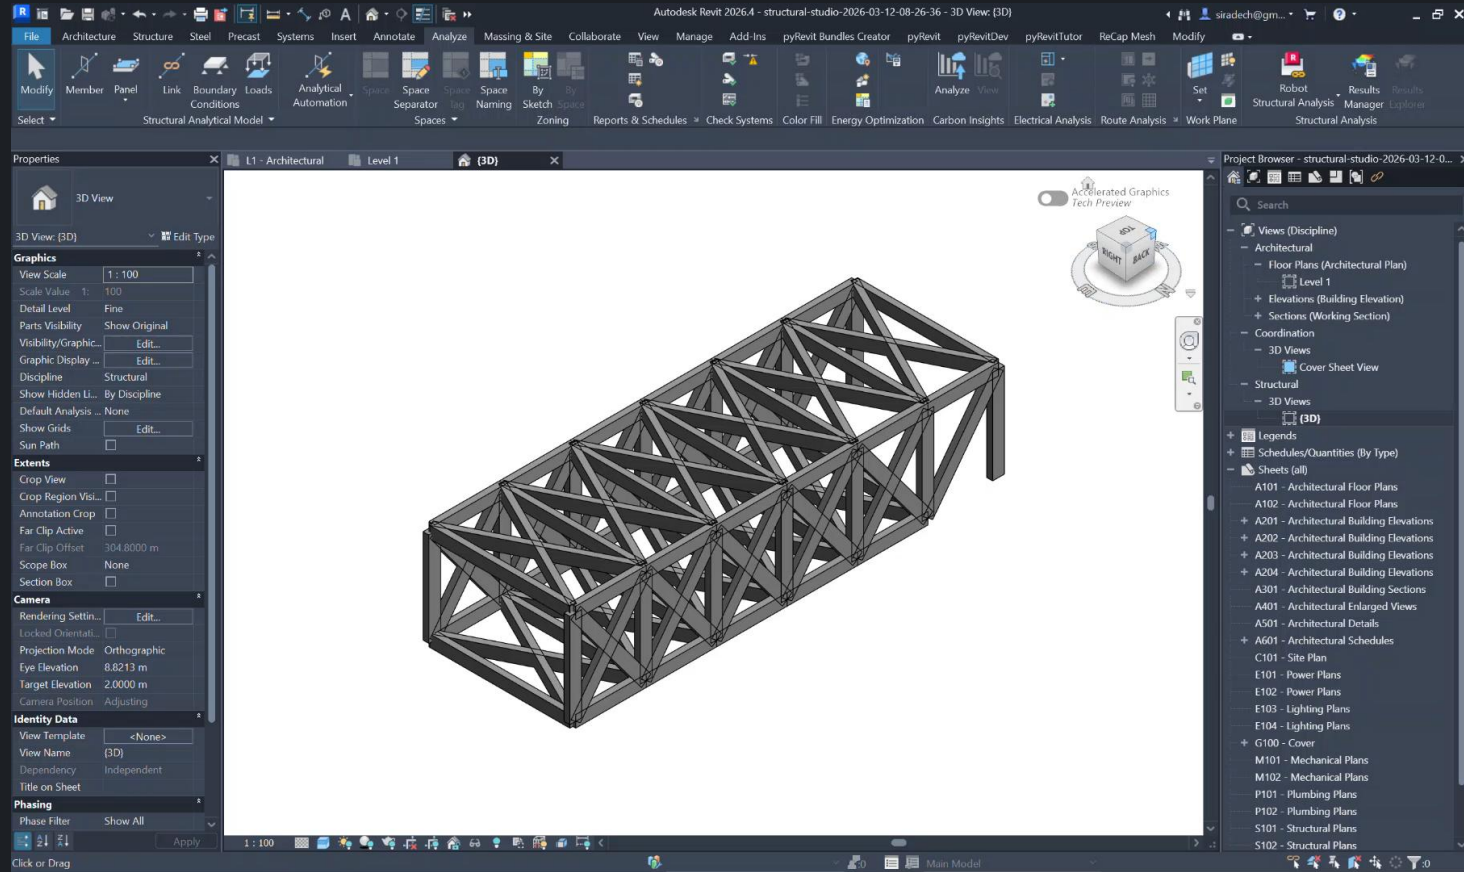 Autodesk Revit 2026.4 - structural-studio-2026-03-12-08-26-36 - 3D View: {3D}
siradech@gm...
File Architecture Structure Steel Precast Systems Insert Annotate Analyze Massing & Site Collaborate View Manage Add-Ins pyRevit Bundles Creator pyRevit pyRevitDev pyRevitTutor ReCap Mesh Modify
Modify Member Panel Link Boundary Conditions Loads Analytical Automation Space Space Separator Space Tag Space Naming By Sketch By Space Analyze View Set Robot Structural Analysis Results Manager Results Explorer
Select Structural Analytical Model Spaces Zoning Reports & Schedules Check Systems Color Fill Energy Optimization Carbon Insights Electrical Analysis Route Analysis Work Plane Structural Analysis
Properties
3D View
3D View: {3D} Edit Type
Graphics
View Scale 1 : 100
Scale Value 1: 100
Detail Level Fine
Parts Visibility Show Original
Visibility/Graphic... Edit...
Graphic Display ... Edit...
Discipline Structural
Show Hidden Li... By Discipline
Default Analysis ... None
Show Grids Edit...
Sun Path
Extents
Crop View
Crop Region Visi...
Annotation Crop
Far Clip Active
Far Clip Offset 304.8000 m
Scope Box None
Section Box
Camera
Rendering Settin... Edit...
Locked Orientati...
Projection Mode Orthographic
Eye Elevation 8.8213 m
Target Elevation 2.0000 m
Camera Position Adjusting
Identity Data
View Template <None>
View Name {3D}
Dependency Independent
Title on Sheet
Phasing
Phase Filter Show All
Apply
L1 - Architectural Level 1 {3D}
Accelerated Graphics
Tech Preview
TOP
RIGHT BACK
1 : 100
Project Browser - structural-studio-2026-03-12-0...
Search
Views (Discipline)
Architectural
Floor Plans (Architectural Plan)
Level 1
Elevations (Building Elevation)
Sections (Working Section)
Coordination
3D Views
Cover Sheet View
Structural
3D Views
{3D}
Legends
Schedules/Quantities (By Type)
Sheets (all)
A101 - Architectural Floor Plans
A102 - Architectural Floor Plans
A201 - Architectural Building Elevations
A202 - Architectural Building Elevations
A203 - Architectural Building Elevations
A204 - Architectural Building Elevations
A301 - Architectural Building Sections
A401 - Architectural Enlarged Views
A501 - Architectural Details
A601 - Architectural Schedules
C101 - Site Plan
E101 - Power Plans
E102 - Power Plans
E103 - Lighting Plans
E104 - Lighting Plans
G100 - Cover
M101 - Mechanical Plans
M102 - Mechanical Plans
P101 - Plumbing Plans
P102 - Plumbing Plans
S101 - Structural Plans
S102 - Structural Plans
Click or Drag :0 Main Model :0